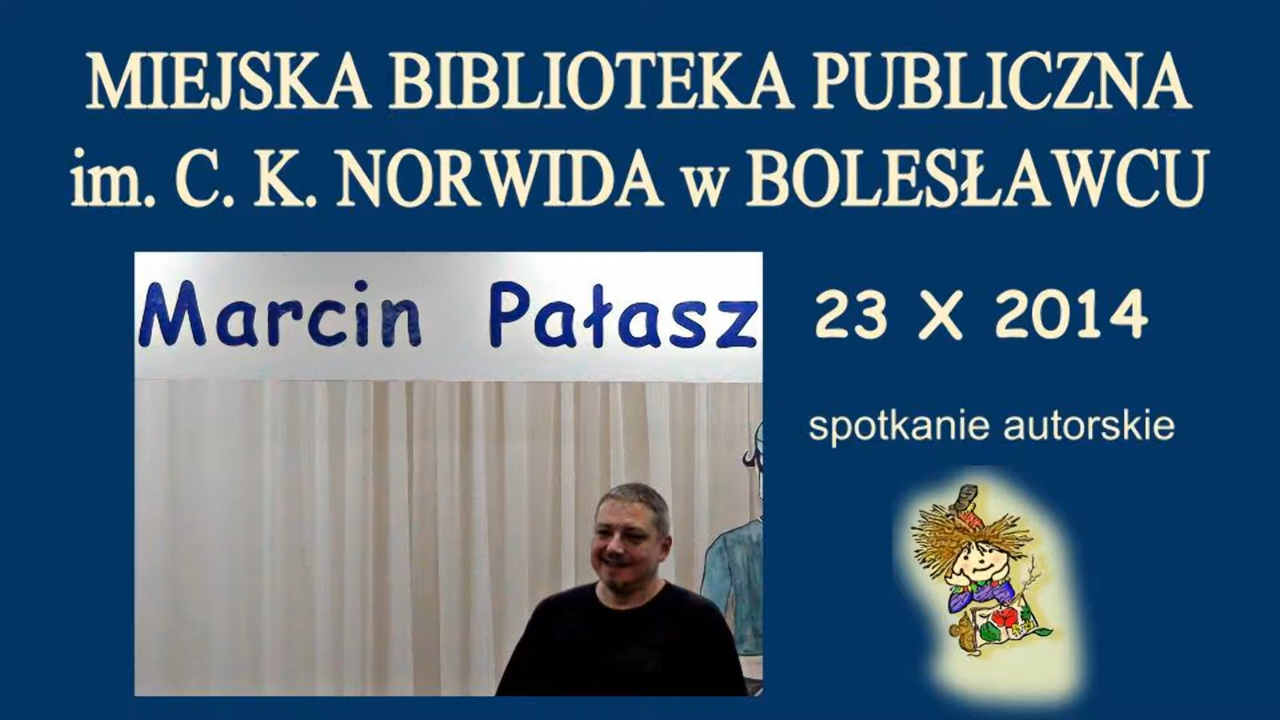 MIEJSKA BIBLIOTEKA PUBLICZNA
im. C. K. NORWIDA w BOLESŁAWCU
Marcin Pałasz
23 X 2014
spotkanie autorskie